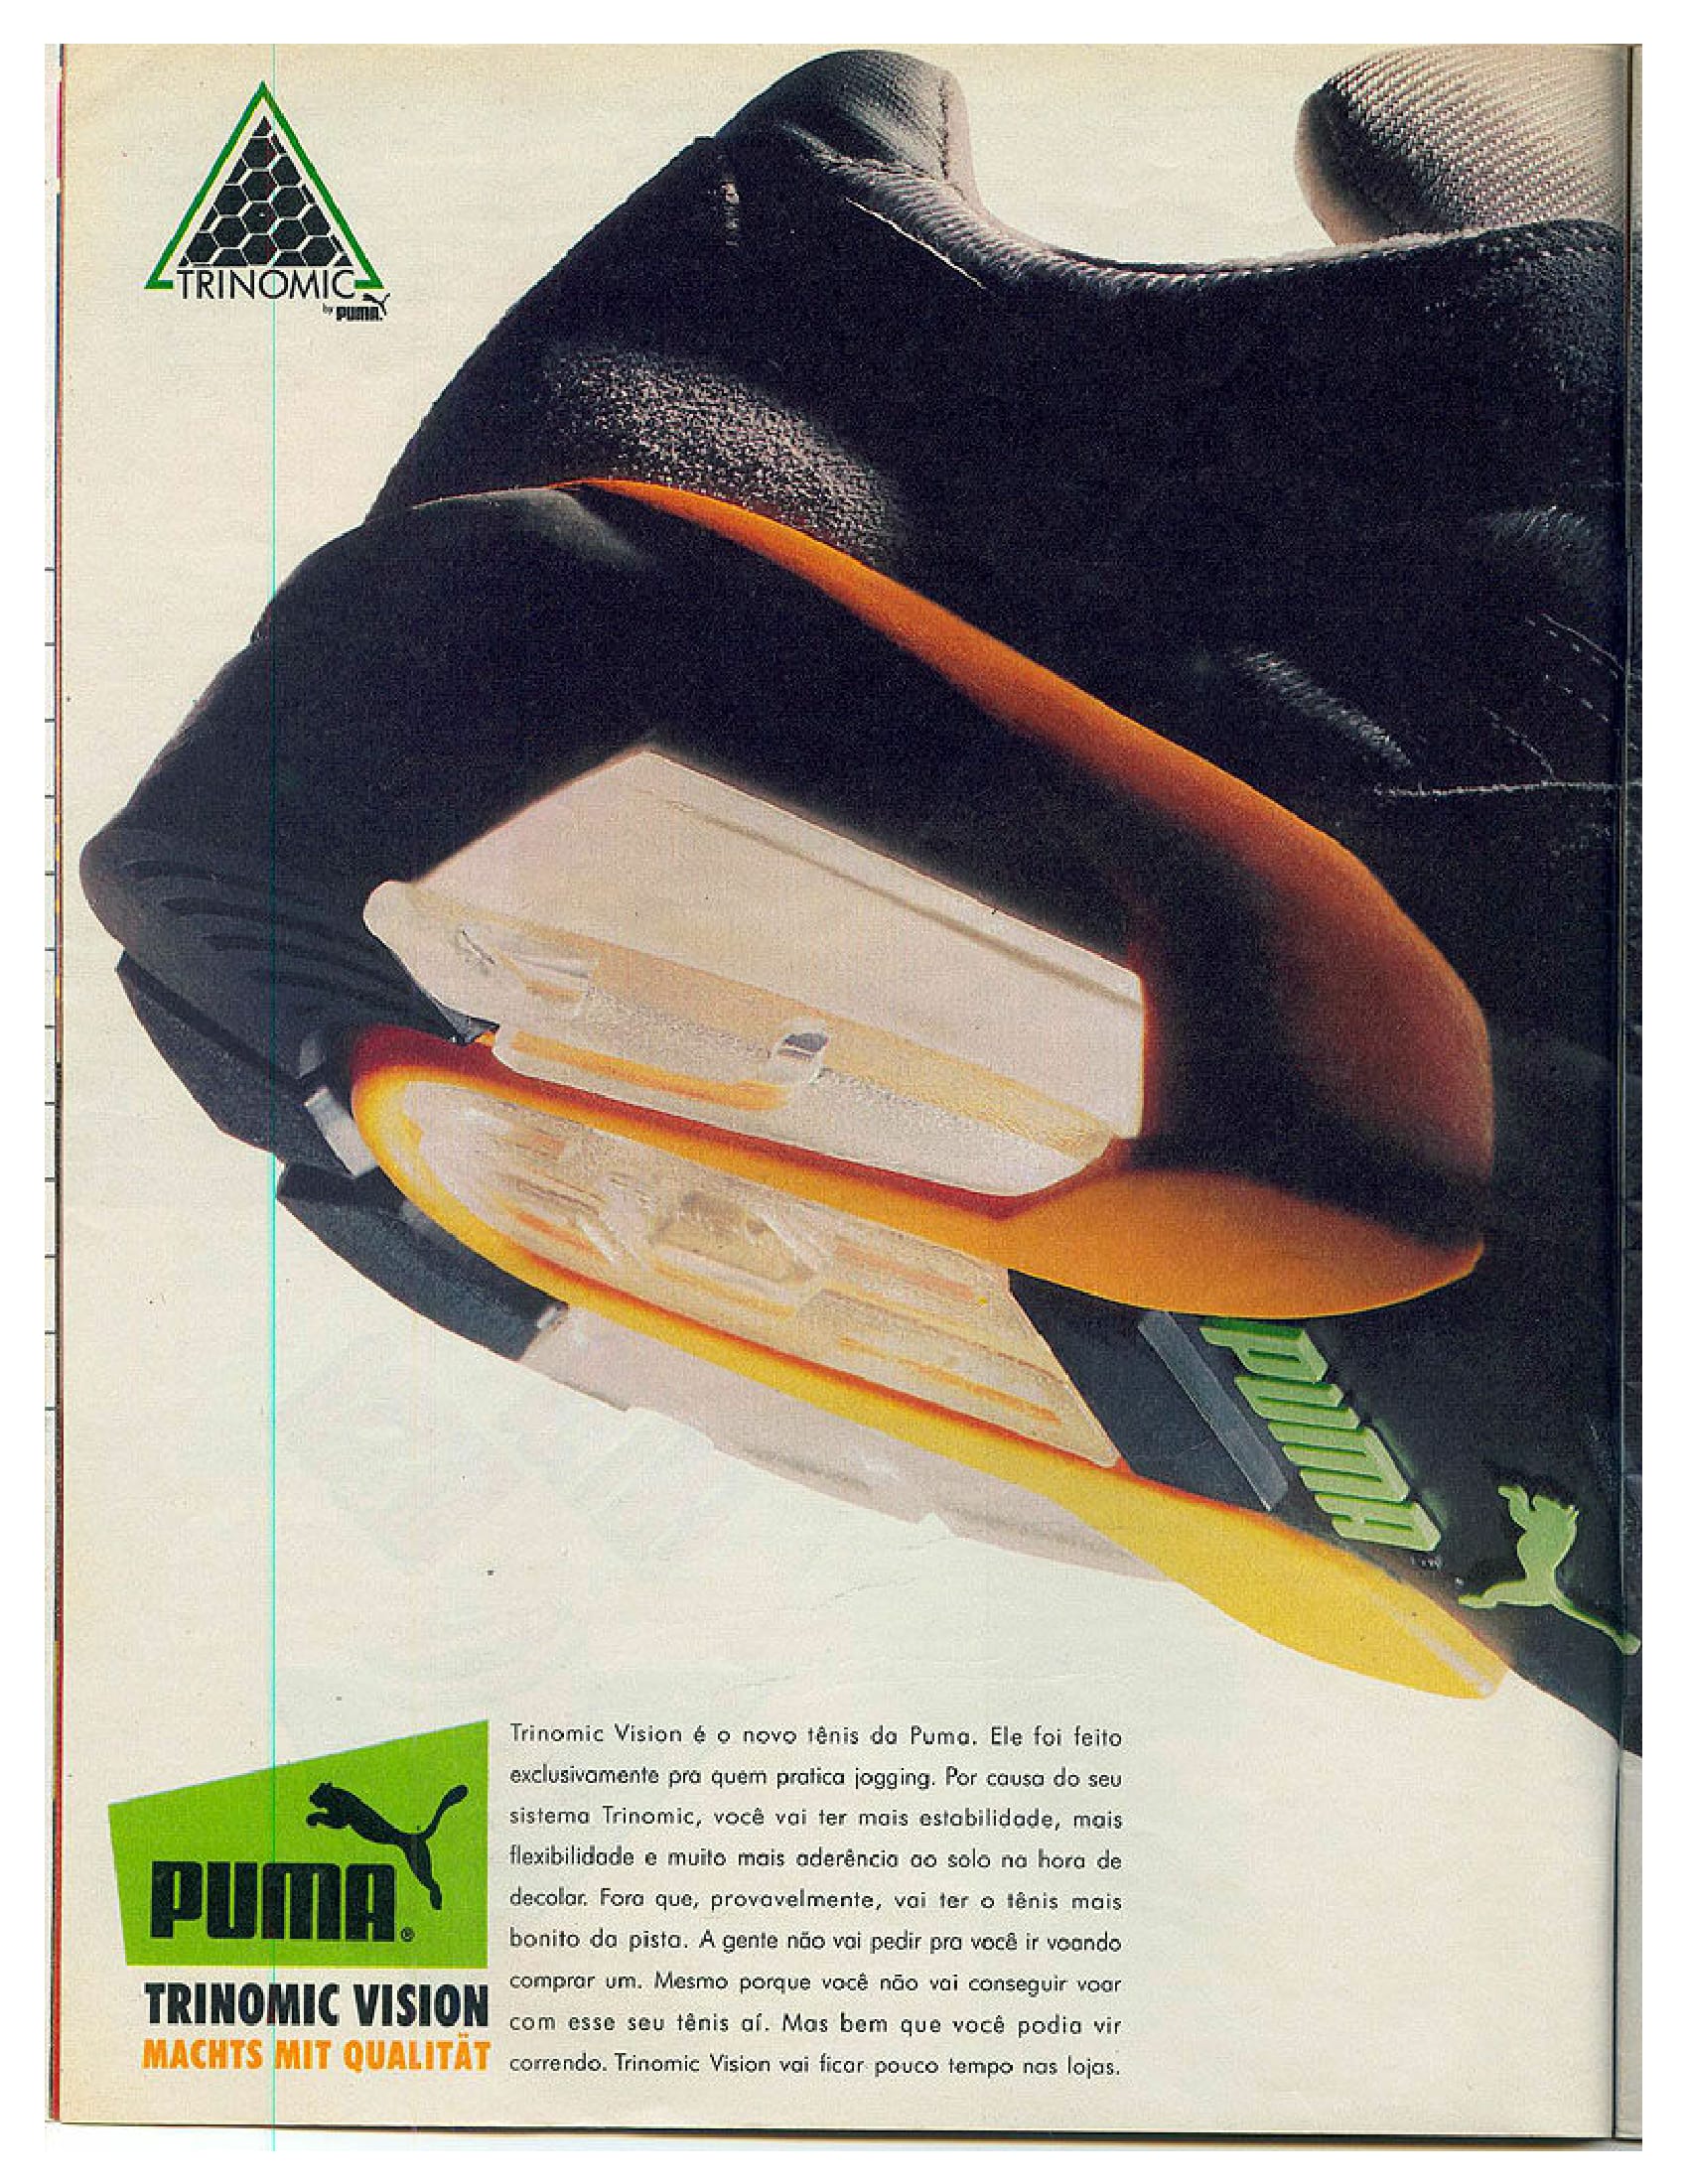 TRINOMIC
by PUMA
PUMA
PUMA®
TRINOMIC VISION
MACHTS MIT QUALITÄT
Trinomic Vision é o novo tênis da Puma. Ele foi feito
exclusivamente pra quem pratica jogging. Por causa do seu
sistema Trinomic, você vai ter mais estabilidade, mais
flexibilidade e muito mais aderência ao solo na hora de
decolar. Fora que, provavelmente, vai ter o tênis mais
bonito da pista. A gente não vai pedir pra você ir voando
comprar um. Mesmo porque você não vai conseguir voar
com esse seu tênis aí. Mas bem que você podia vir
correndo. Trinomic Vision vai ficar pouco tempo nas lojas.